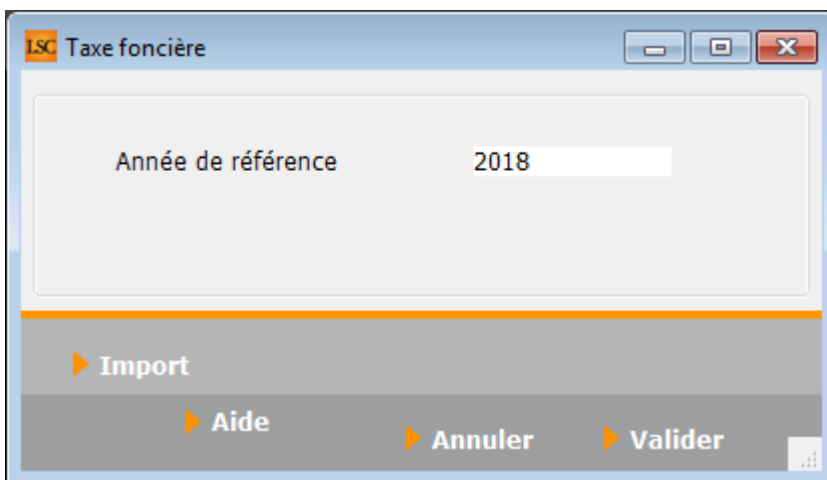 LSC Taxe foncière
Année de référence 2018
Import
Aide
Annuler Valider